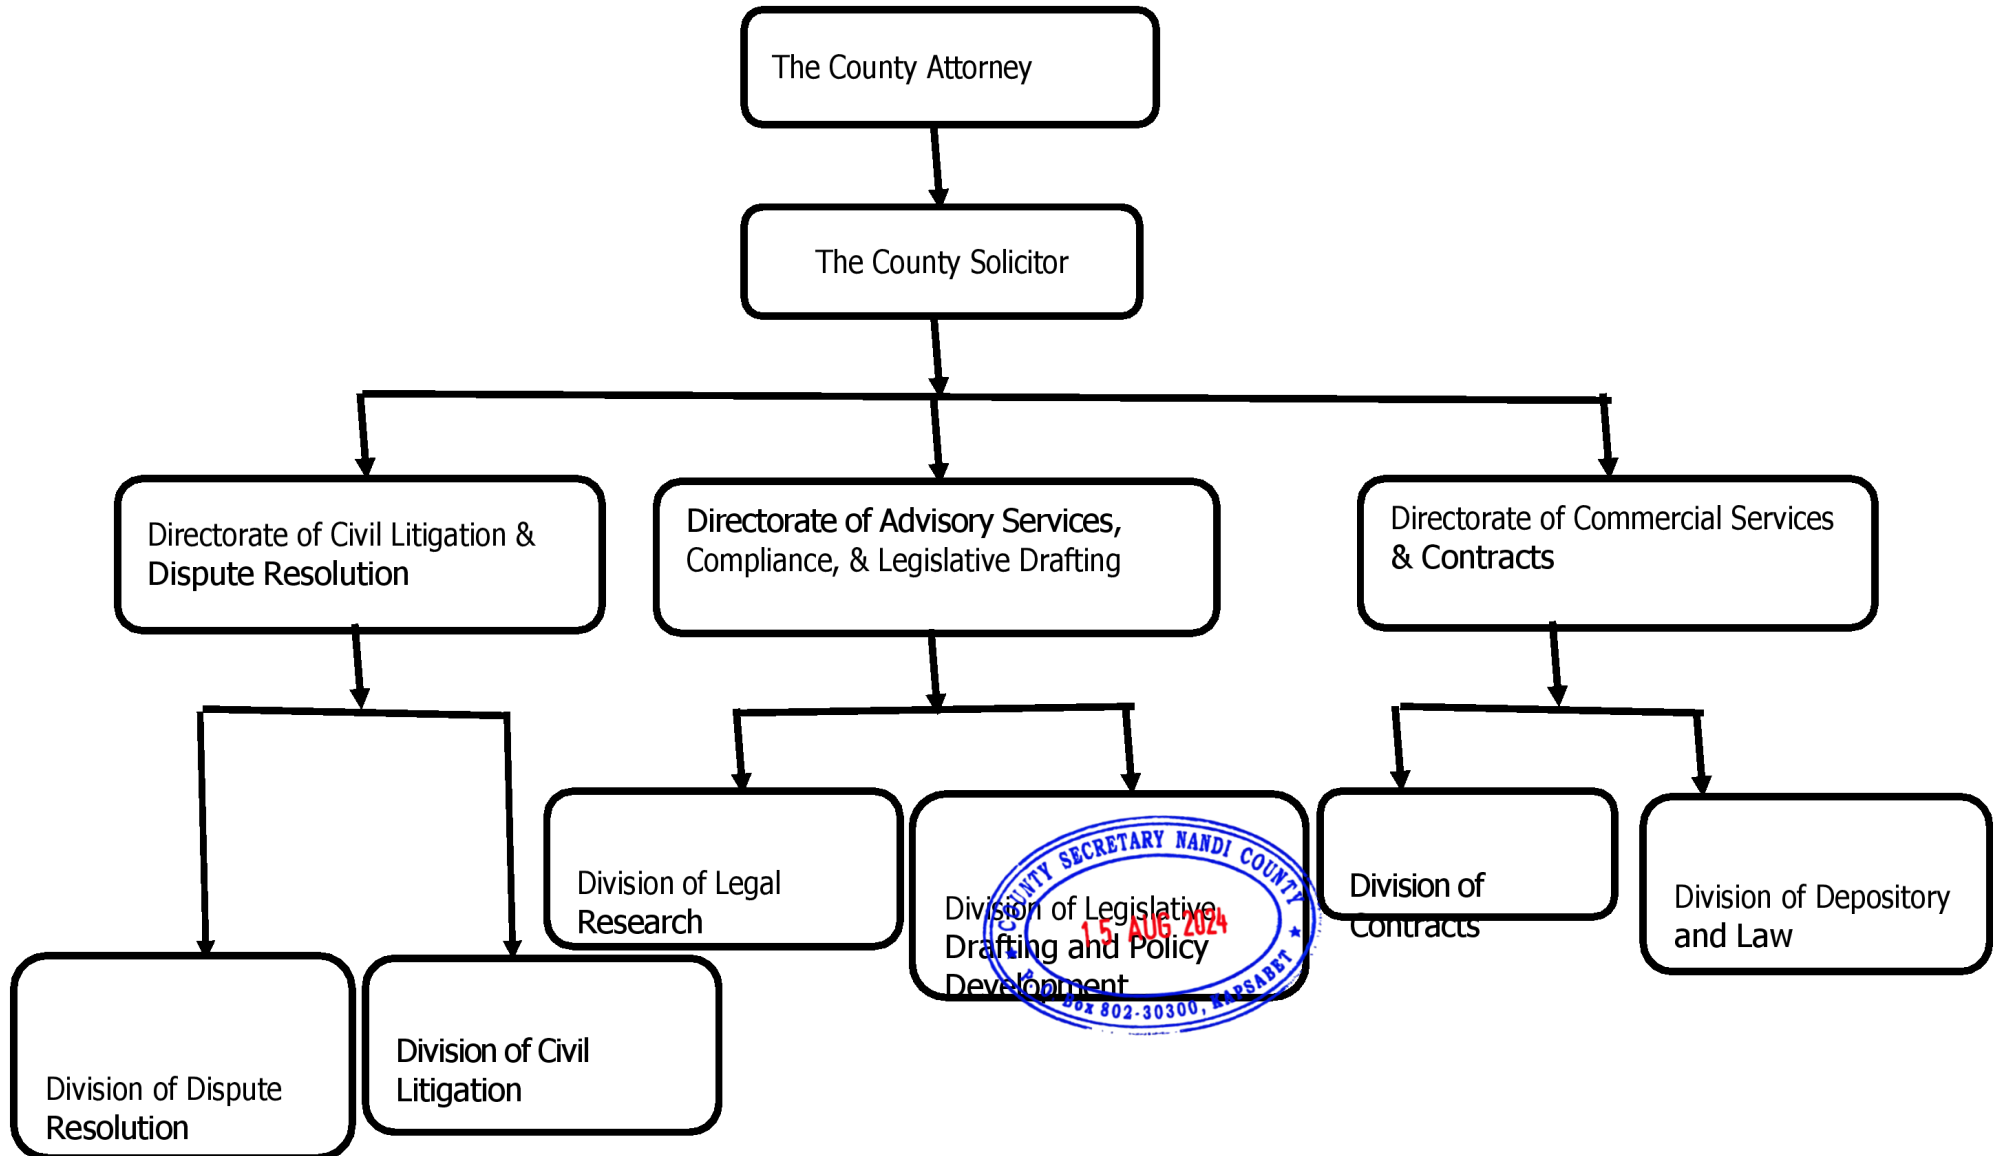 The County Attorney
The County Solicitor
Directorate of Civil Litigation &
Dispute Resolution
Directorate of Advisory Services,
Compliance, & Legislative Drafting
Directorate of Commercial Services
& Contracts
Division of Legal
Research
Division of Legislative
Drafting and Policy
Development
COUNTY SECRETARY NANDI COUNTY
15 AUG 2024
P. O. Box 802-30300, KAPSABET
Division of
Contracts
Division of Depository
and Law
Division of Dispute
Resolution
Division of Civil
Litigation